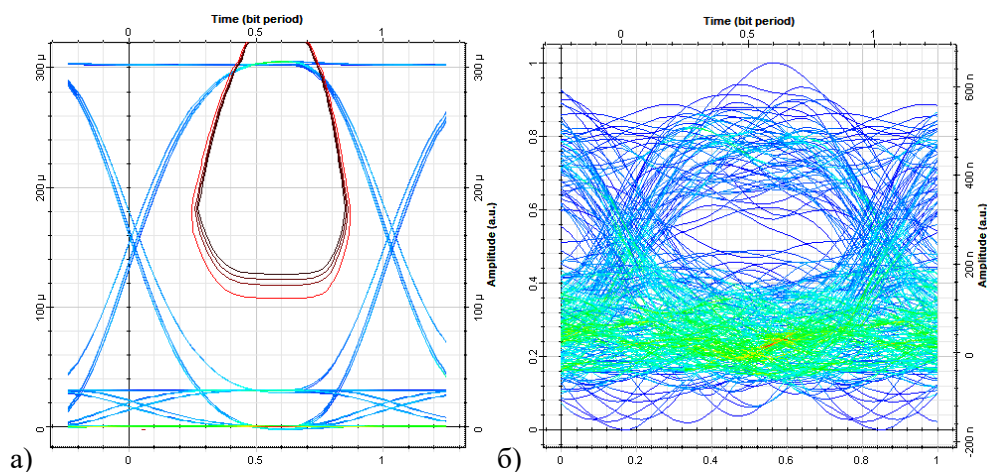 Time (bit period)
0 0.5 1
300 μ
200 μ
100 μ
0
300 μ
200 μ
100 μ
0
Amplitude (a.u.)
0 0.5 1
а)
Time (bit period)
0 0.5 1
1
0.8
0.6
0.4
0.2
0
600 n
400 n
200 n
0
-200 n
Amplitude (a.u.)
0 0.2 0.4 0.6 0.8 1
б)